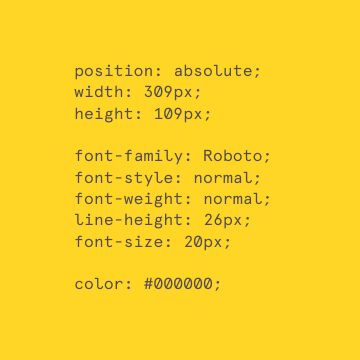 position: absolute;
width: 309px;
height: 109px;

font-family: Roboto;
font-style: normal;
font-weight: normal;
line-height: 26px;
font-size: 20px;

color: #000000;